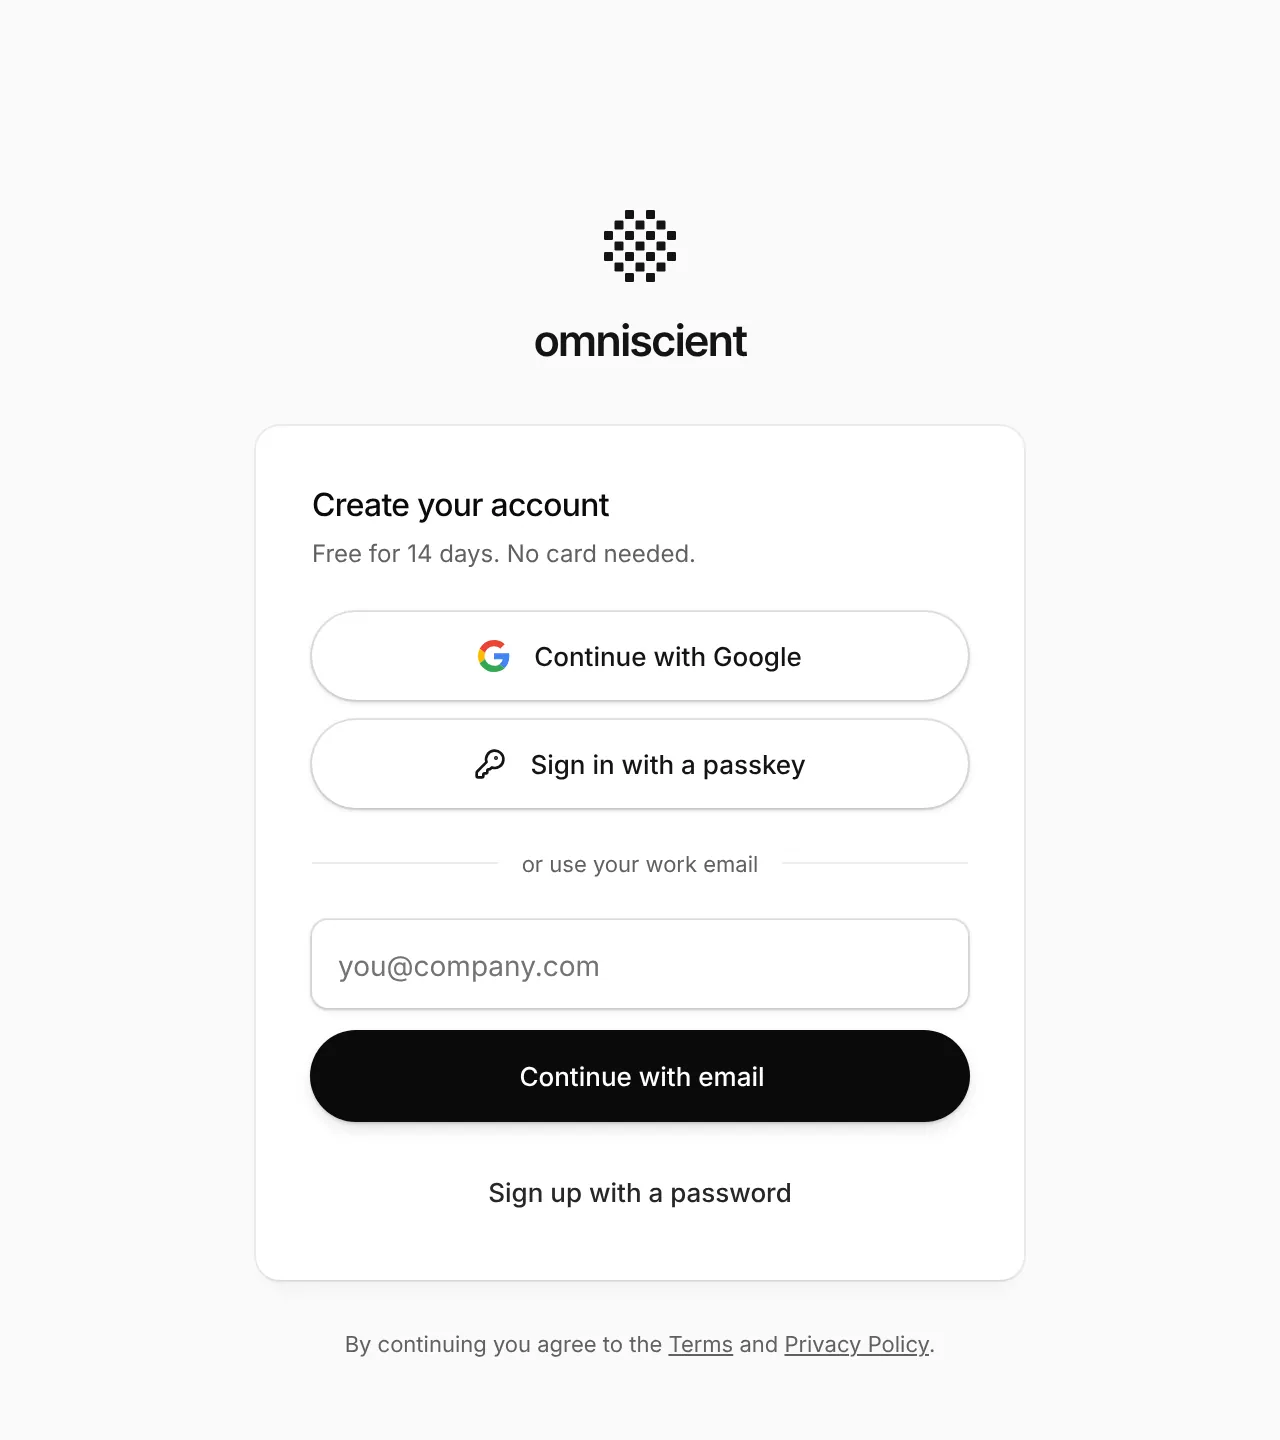 omniscient
Create your account
Free for 14 days. No card needed.
Continue with Google
Sign in with a passkey
or use your work email
you@company.com
Continue with email
Sign up with a password
By continuing you agree to the Terms and Privacy Policy.